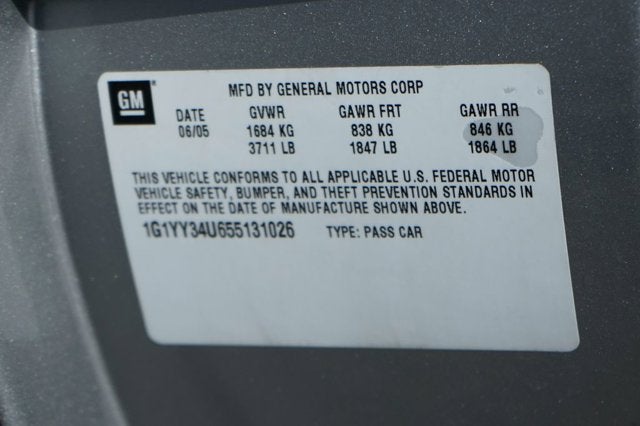 GM
MFD BY GENERAL MOTORS CORP
DATE GVWR GAWR FRT GAWR RR
06/05 1684 KG 838 KG 846 KG
3711 LB 1847 LB 1864 LB
THIS VEHICLE CONFORMS TO ALL APPLICABLE U.S. FEDERAL MOTOR
VEHICLE SAFETY, BUMPER, AND THEFT PREVENTION STANDARDS IN
EFFECT ON THE DATE OF MANUFACTURE SHOWN ABOVE.
1G1YY34U655131026 TYPE: PASS CAR